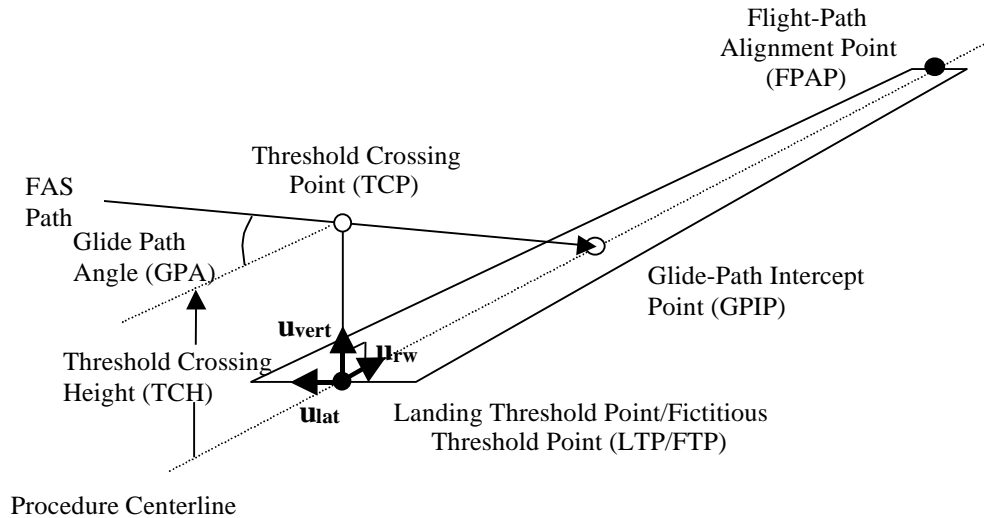 Flight-Path
Alignment Point
(FPAP)
Threshold Crossing
Point (TCP)
FAS
Path
Glide Path
Angle (GPA)
Glide-Path Intercept
Point (GPIP)
uvert
urw
Threshold Crossing
Height (TCH)
ulat
Landing Threshold Point/Fictitious
Threshold Point (LTP/FTP)
Procedure Centerline